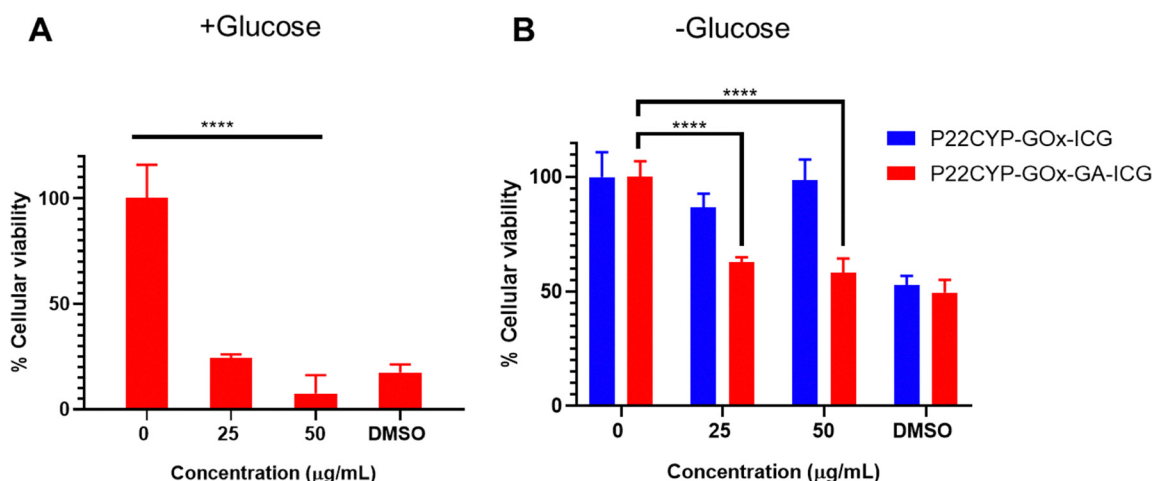 A
+Glucose
****
100
50
0
% Cellular viability
0
25
50
DMSO
Concentration (µg/mL)
B
-Glucose
****
****
100
50
0
% Cellular viability
0
25
50
DMSO
Concentration (µg/mL)
P22CYP-GOx-ICG
P22CYP-GOx-GA-ICG